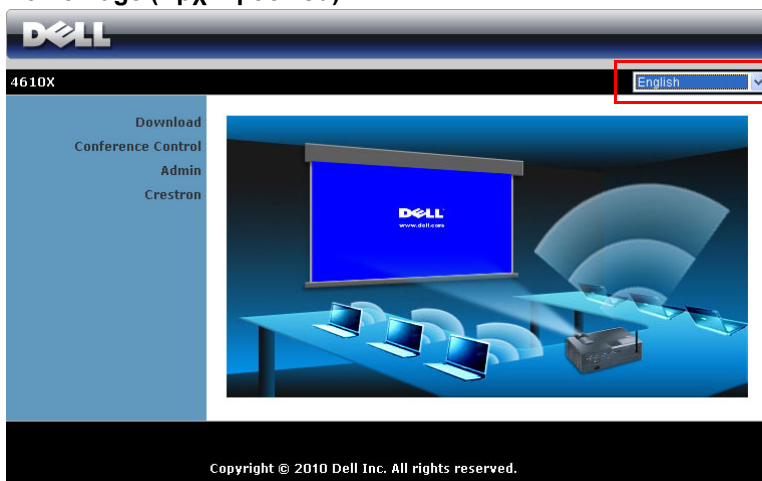 DELL
4610X
English
Download
Conference Control
Admin
Crestron
DELL
www.dell.com
Copyright © 2010 Dell Inc. All rights reserved.